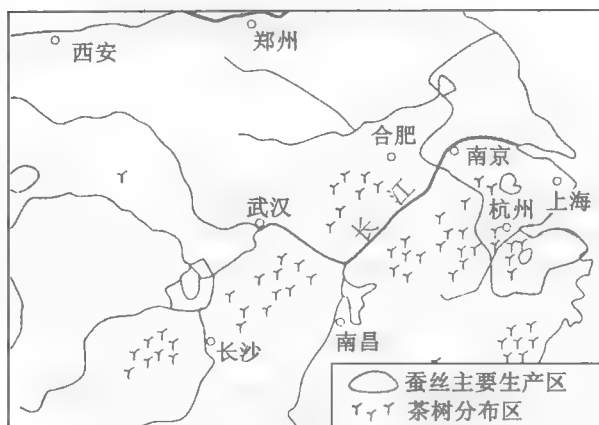 西安
郑州
合肥
南京
上海
杭州
武汉
长江
长沙
南昌
蚕丝主要生产区
茶树分布区